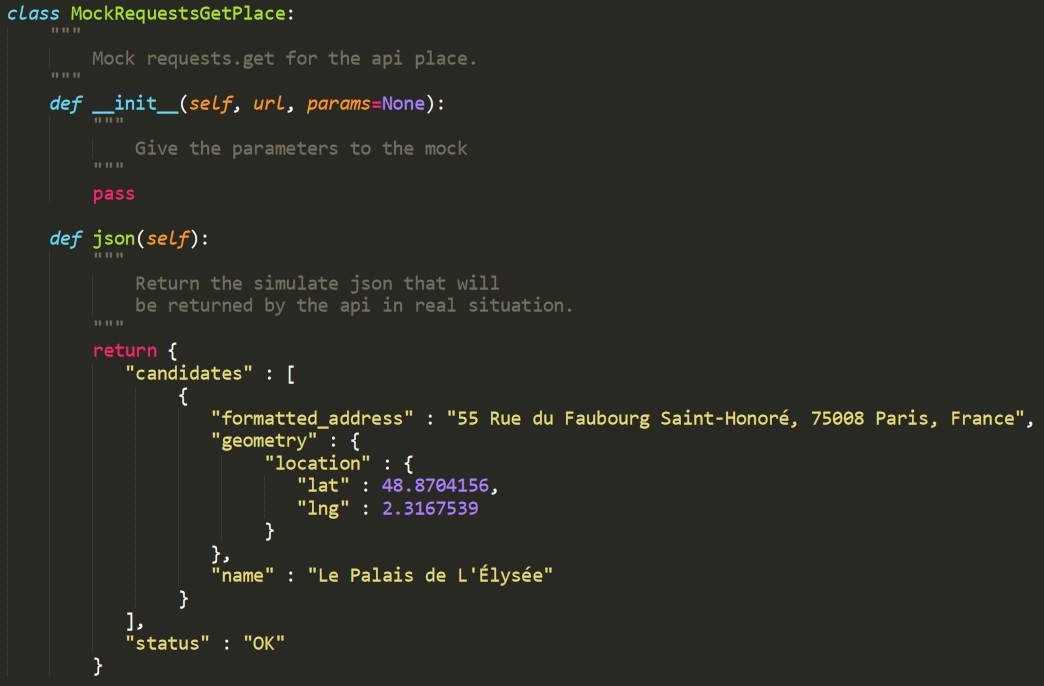 class MockRequestsGetPlace:
    """
        Mock requests.get for the api place.
    """
    def __init__(self, url, params=None):
        """
            Give the parameters to the mock
        """
        pass

    def json(self):
        """
            Return the simulate json that will
            be returned by the api in real situation.
        """
        return {
           "candidates" : [
                {
                   "formatted_address" : "55 Rue du Faubourg Saint-Honoré, 75008 Paris, France",
                   "geometry" : {
                        "location" : {
                           "lat" : 48.8704156,
                           "lng" : 2.3167539
                        }
                   },
                   "name" : "Le Palais de L'Élysée"
                }
           ],
           "status" : "OK"
        }